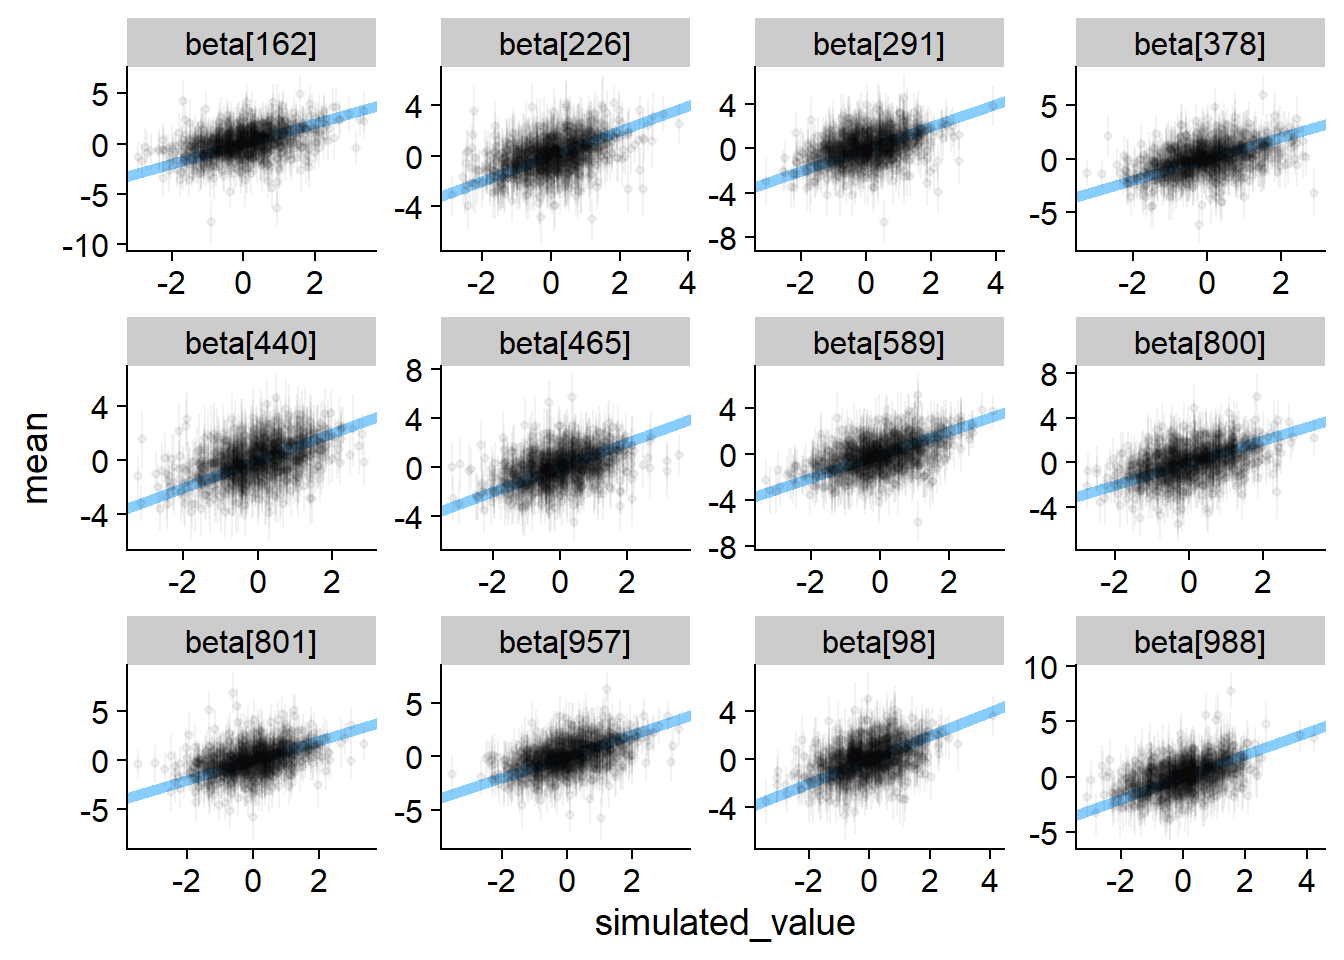 beta[162] beta[226] beta[291] beta[378]
5 4 4 5
0 0 0 0
-5 -4 -4 -5
-10 -8
-2 0 2 -2 0 2 4 -2 0 2 4 -2 0 2
beta[440] beta[465] beta[589] beta[800]
8 8
4 4 4 4
0 0 0 0
-4 -4 -4 -4
-8
-2 0 2 -2 0 2 -2 0 2 -2 0 2
mean
beta[801] beta[957] beta[98] beta[988]
10
5 5 4 5
0 0 0 0
-5 -5 -4 -5
-2 0 2 -2 0 2 -2 0 2 4 -2 0 2 4
simulated_value